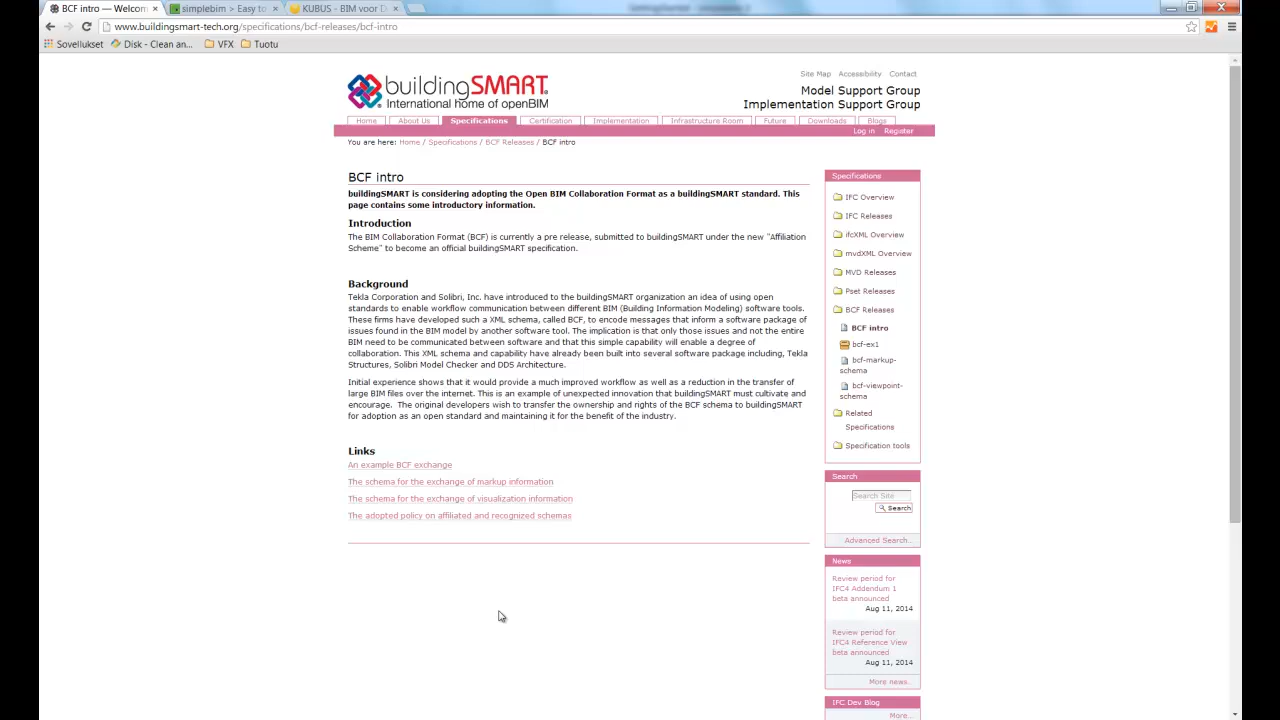 BCF intro — Welcom
simplebim > Easy to
KUBUS - BIM voor D
www.buildingsmart-tech.org/specifications/bcf-releases/bcf-intro
Sovellukset
Disk - Clean an...
VFX
Tuotu
buildingSMART
International home of openBIM
Site Map Accessibility Contact
Model Support Group
Implementation Support Group
Home About Us Specifications Certification Implementation Infrastructure Room Future Downloads Blogs
Log in Register
You are here: Home / Specifications / BCF Releases / BCF intro
BCF intro
buildingSMART is considering adopting the Open BIM Collaboration Format as a buildingSMART standard. This
page contains some introductory information.
Introduction
The BIM Collaboration Format (BCF) is currently a pre release, submitted to buildingSMART under the new "Affiliation
Scheme" to become an official buildingSMART specification.
Background
Tekla Corporation and Solibri, Inc. have introduced to the buildingSMART organization an idea of using open
standards to enable workflow communication between different BIM (Building Information Modeling) software tools.
These firms have developed such a XML schema, called BCF, to encode messages that inform a software package of
issues found in the BIM model by another software tool. The implication is that only those issues and not the entire
BIM need to be communicated between software and that this simple capability will enable a degree of
collaboration. This XML schema and capability have already been built into several software package including, Tekla
Structures, Solibri Model Checker and DDS Architecture.
Initial experience shows that it would provide a much improved workflow as well as a reduction in the transfer of
large BIM files over the internet. This is an example of unexpected innovation that buildingSMART must cultivate and
encourage. The original developers wish to transfer the ownership and rights of the BCF schema to buildingSMART
for adoption as an open standard and maintaining it for the benefit of the industry.
Links
An example BCF exchange
The schema for the exchange of markup information
The schema for the exchange of visualization information
The adopted policy on affiliated and recognized schemas
Specifications
IFC Overview
IFC Releases
ifcXML Overview
mvdXML Overview
MVD Releases
Pset Releases
BCF Releases
BCF intro
bcf-ex1
bcf-markup-
schema
bcf-viewpoint-
schema
Related
Specifications
Specification tools
Search
Search Site
Search
Advanced Search...
News
Review period for
IFC4 Addendum 1
beta announced
Aug 11, 2014
Review period for
IFC4 Reference View
beta announced
Aug 11, 2014
More news...
IFC Dev Blog
More...